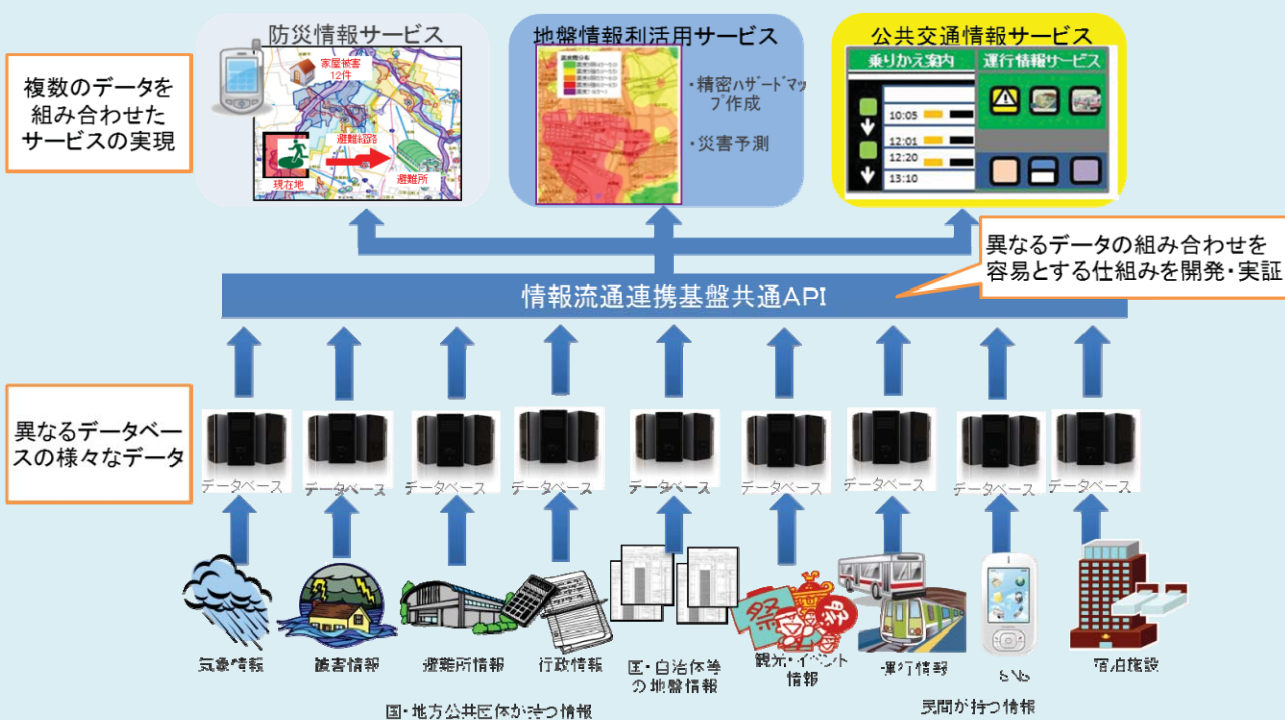 防災情報サービス
地盤情報利活用サービス
公共交通情報サービス
複数のデータを
組み合わせた
サービスの実現
家屋被害
12件
避難経路
現在地
避難所
・精密ハザードマッ
プ作成
・災害予測
乗りかえ案内
運行情報サービス
10:05
12:01
12:20
13:10
異なるデータの組み合わせを
容易とする仕組みを開発・実証
情報流通連携基盤共通API
異なるデータベー
スの様々なデータ
データベース
データベース
データベース
データベース
データベース
データベース
データベース
データベース
データベース
気象情報
被害情報
避難所情報
行政情報
国・自治体等
の地盤情報
祭
観光・イベント
情報
運行情報
SNS
宿泊施設
国・地方公共団体が持つ情報
民間が持つ情報